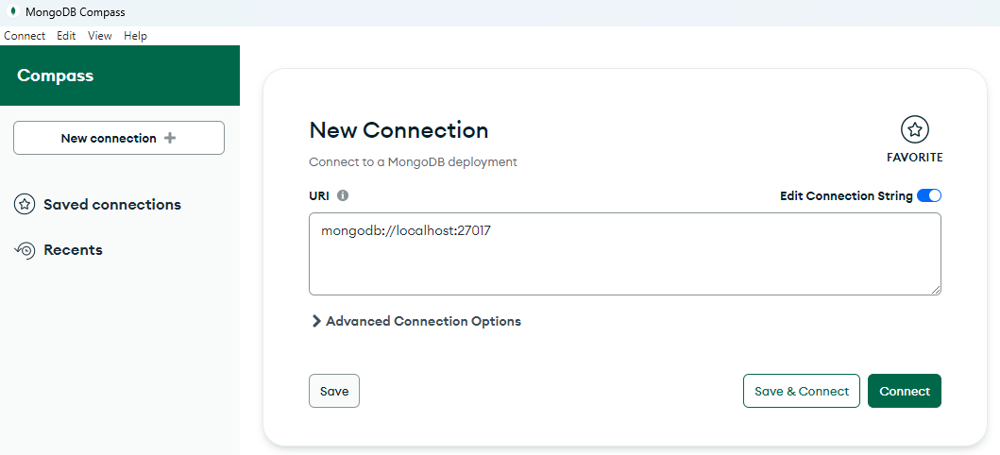 MongoDB Compass
Connect Edit View Help
Compass
New connection
Saved connections
Recents
New Connection
Connect to a MongoDB deployment
FAVORITE
URI
Edit Connection String
mongodb://localhost:27017
Advanced Connection Options
Save
Save & Connect
Connect